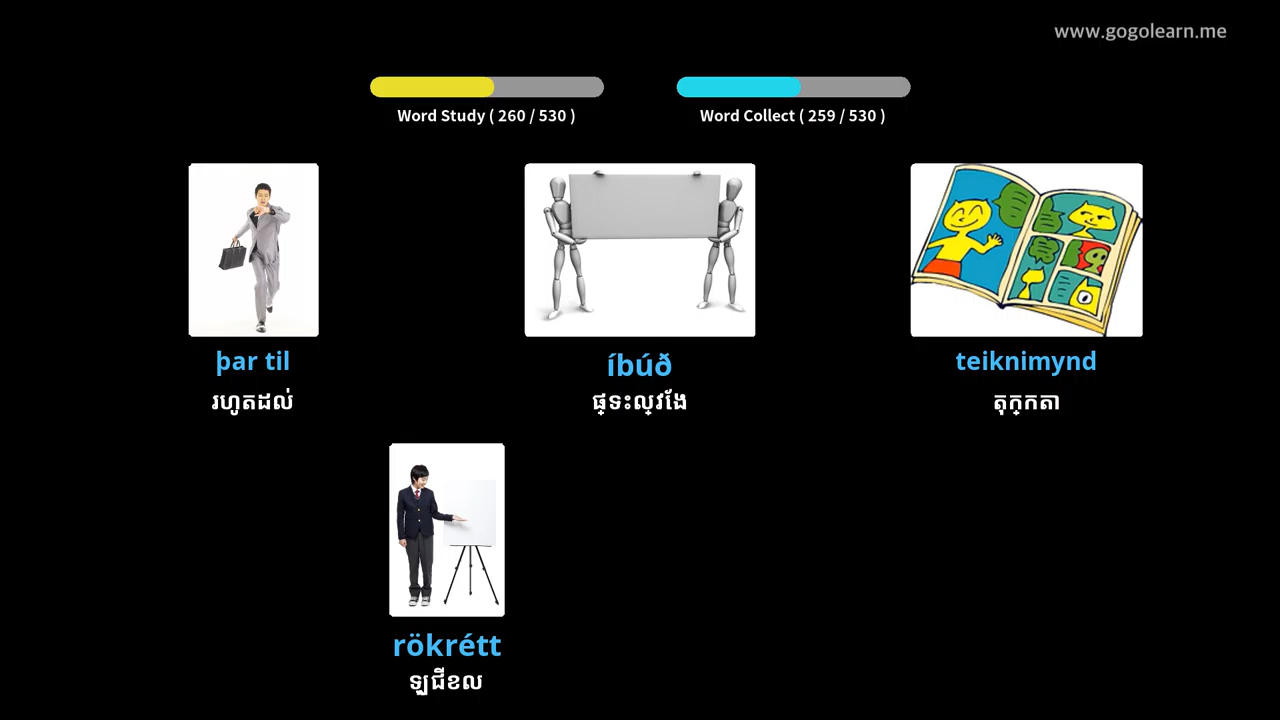 www.gogolearn.me
Word Study ( 260 / 530 )
Word Collect ( 259 / 530 )
þar til
រហូតដល់
íbúð
ផ្ទះល្វែង
teiknimynd
តុក្កតា
rökrétt
ឡូជីខល